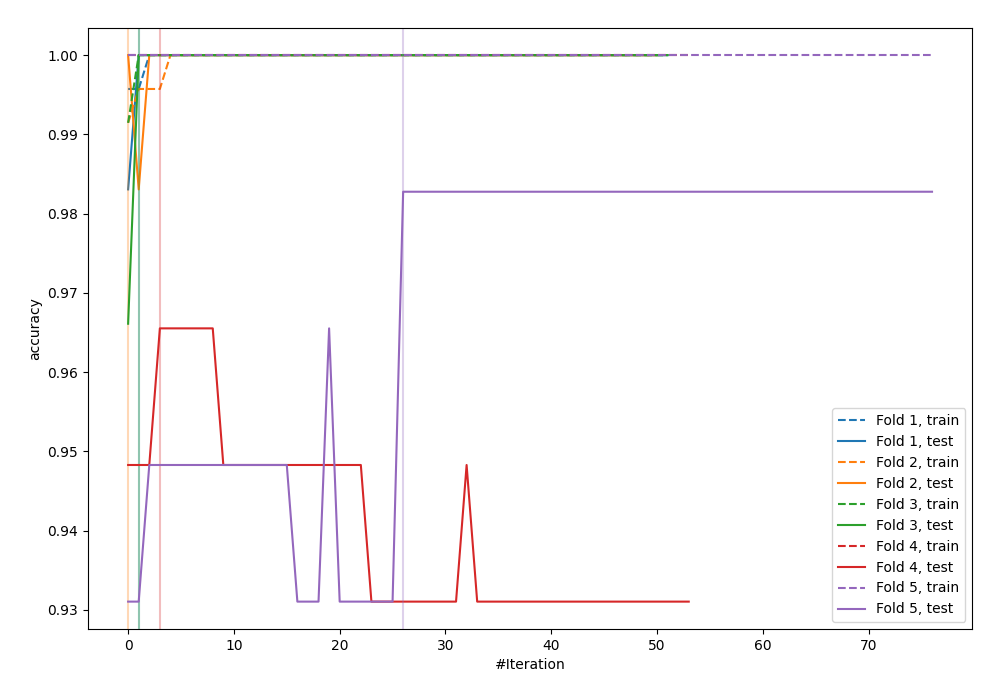 1.00
0.99
0.98
0.97
0.96
0.95
0.94
0.93
accuracy
0 10 20 30 40 50 60 70
#Iteration
Fold 1, train
Fold 1, test
Fold 2, train
Fold 2, test
Fold 3, train
Fold 3, test
Fold 4, train
Fold 4, test
Fold 5, train
Fold 5, test